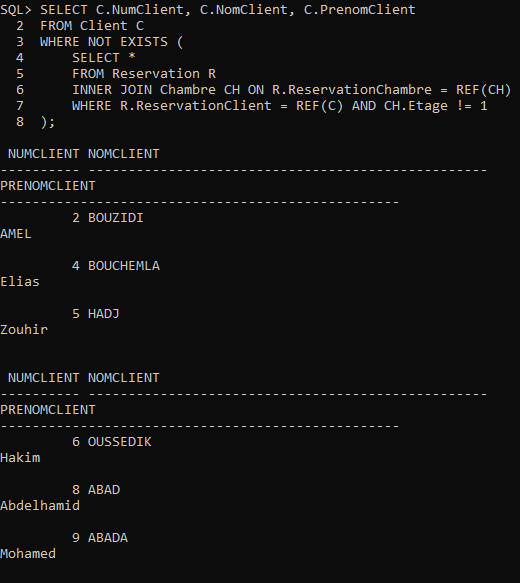 SQL> SELECT C.NumClient, C.NomClient, C.PrenomClient
  2  FROM Client C
  3  WHERE NOT EXISTS (
  4      SELECT *
  5      FROM Reservation R
  6      INNER JOIN Chambre CH ON R.ReservationChambre = REF(CH)
  7      WHERE R.ReservationClient = REF(C) AND CH.Etage != 1
  8  );
 NUMCLIENT NOMCLIENT
---------- --------------------------------------------------
PRENOMCLIENT
--------------------------------------------------
         2 BOUZIDI
AMEL
         4 BOUCHEMLA
Elias
         5 HADJ
Zouhir
 NUMCLIENT NOMCLIENT
---------- --------------------------------------------------
PRENOMCLIENT
--------------------------------------------------
         6 OUSSEDIK
Hakim
         8 ABAD
Abdelhamid
         9 ABADA
Mohamed